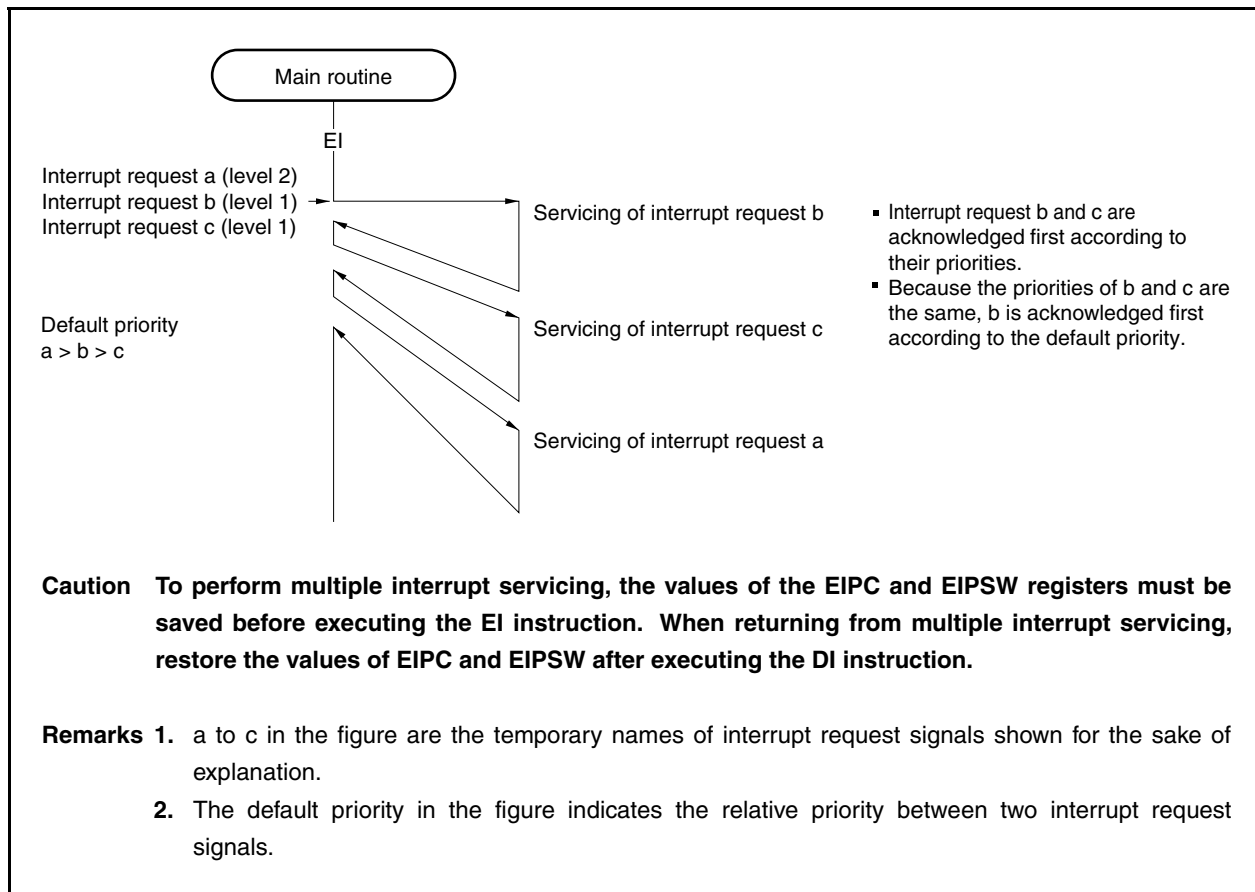 Main routine
EI
Interrupt request a (level 2)
Interrupt request b (level 1)
Interrupt request c (level 1)
Servicing of interrupt request b
▪ Interrupt request b and c are
acknowledged first according to
their priorities.
▪ Because the priorities of b and c are
the same, b is acknowledged first
according to the default priority.
Default priority
a > b > c
Servicing of interrupt request c
Servicing of interrupt request a
Caution To perform multiple interrupt servicing, the values of the EIPC and EIPSW registers must be
saved before executing the EI instruction. When returning from multiple interrupt servicing,
restore the values of EIPC and EIPSW after executing the DI instruction.
Remarks 1. a to c in the figure are the temporary names of interrupt request signals shown for the sake of
explanation.
2. The default priority in the figure indicates the relative priority between two interrupt request
signals.